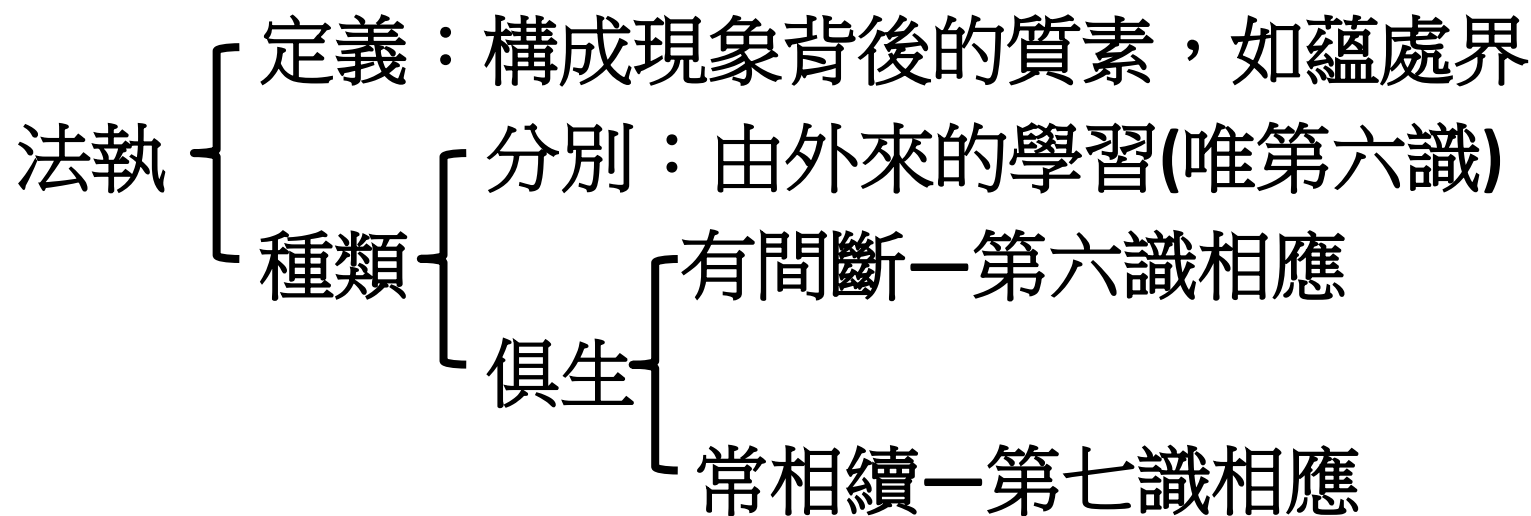 定義：構成現象背後的質素，如蘊處界
法執
分別：由外來的學習(唯第六識)
種類
有間斷—第六識相應
俱生
常相續—第七識相應